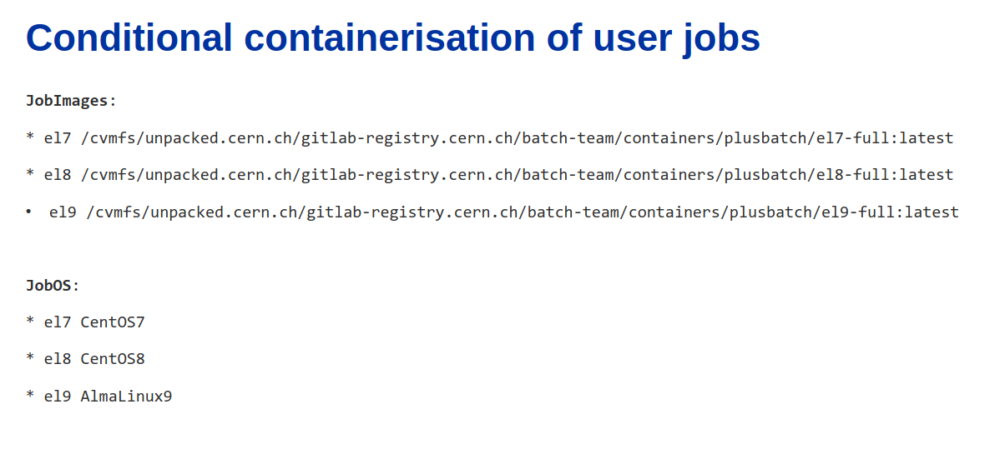 Conditional containerisation of user jobs
JobImages:
* el7 /cvmfs/unpacked.cern.ch/gitlab-registry.cern.ch/batch-team/containers/plusbatch/el7-full:latest
* el8 /cvmfs/unpacked.cern.ch/gitlab-registry.cern.ch/batch-team/containers/plusbatch/el8-full:latest
• el9 /cvmfs/unpacked.cern.ch/gitlab-registry.cern.ch/batch-team/containers/plusbatch/el9-full:latest
JobOS:
* el7 CentOS7
* el8 CentOS8
* el9 AlmaLinux9